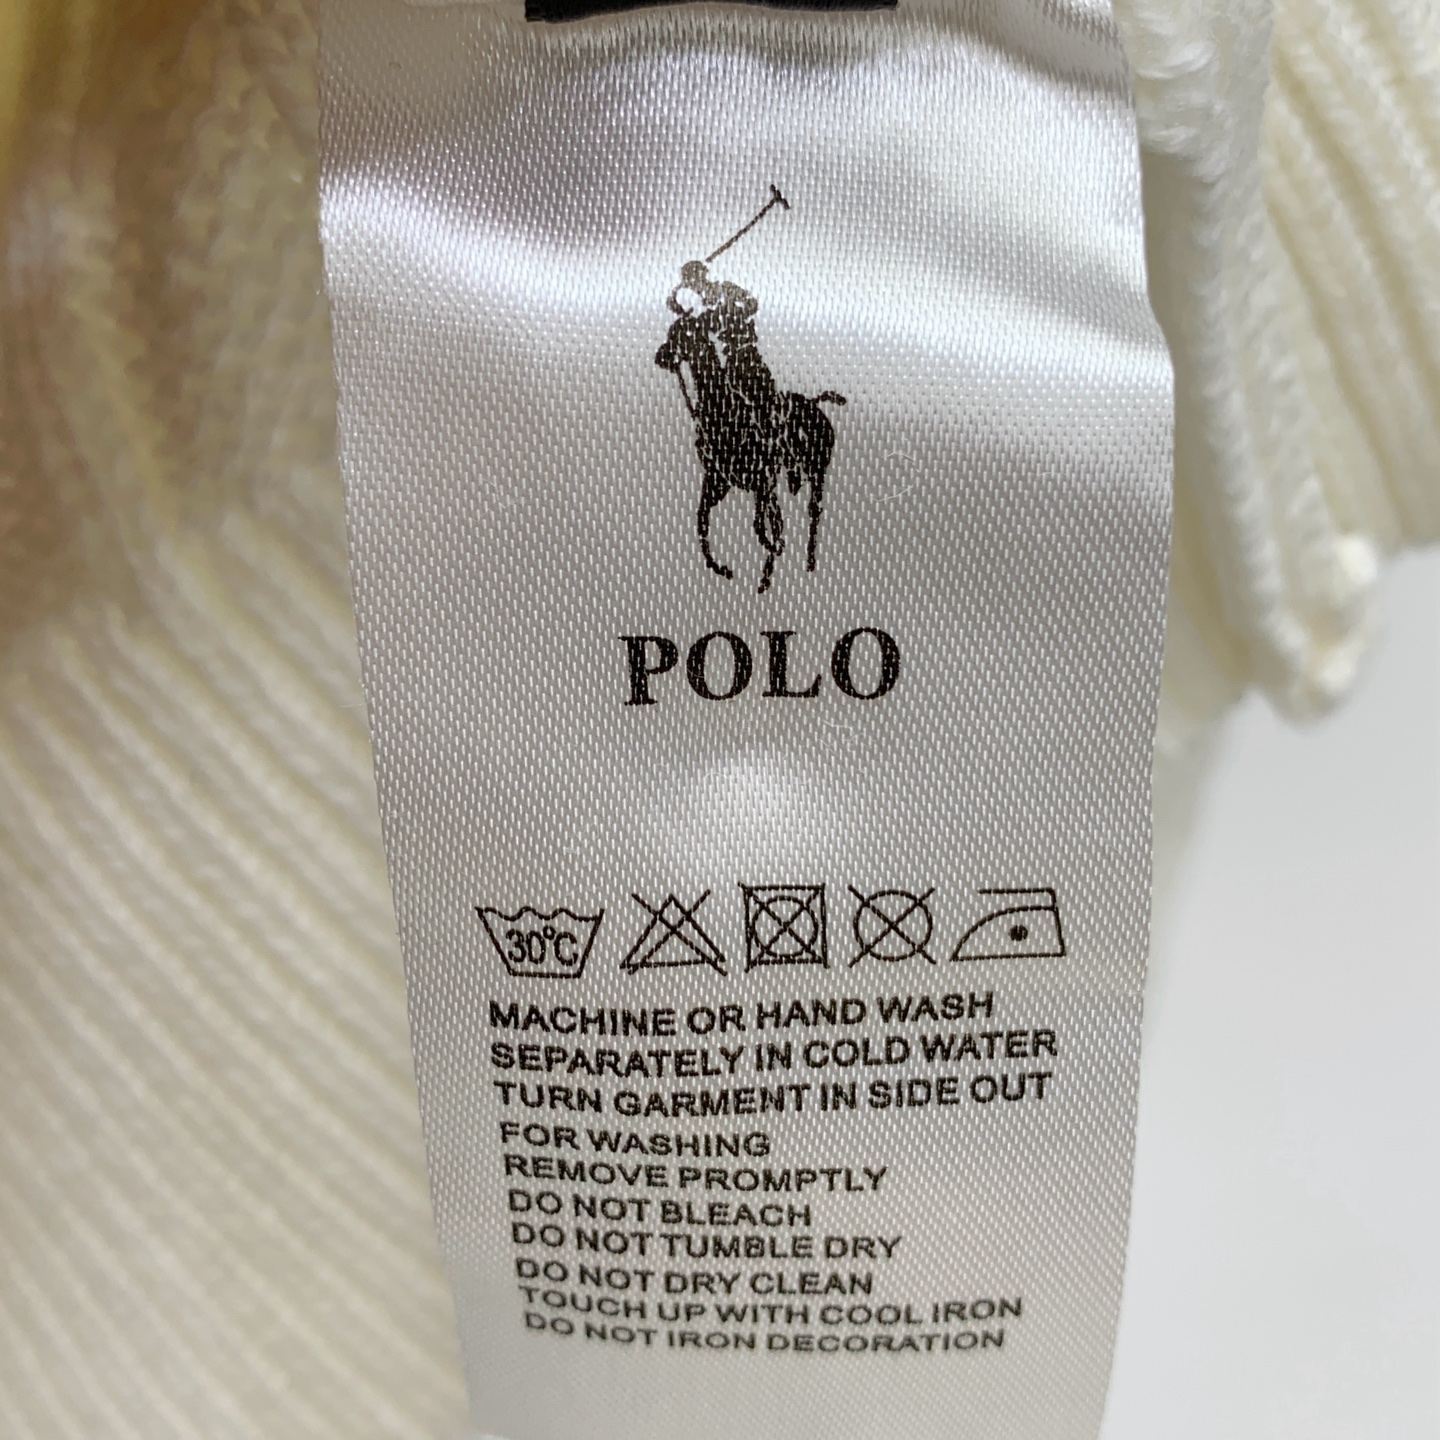 POLO
30°C
MACHINE OR HAND WASH
SEPARATELY IN COLD WATER
TURN GARMENT IN SIDE OUT
FOR WASHING
REMOVE PROMPTLY
DO NOT BLEACH
DO NOT TUMBLE DRY
DO NOT DRY CLEAN
TOUCH UP WITH COOL IRON
DO NOT IRON DECORATION